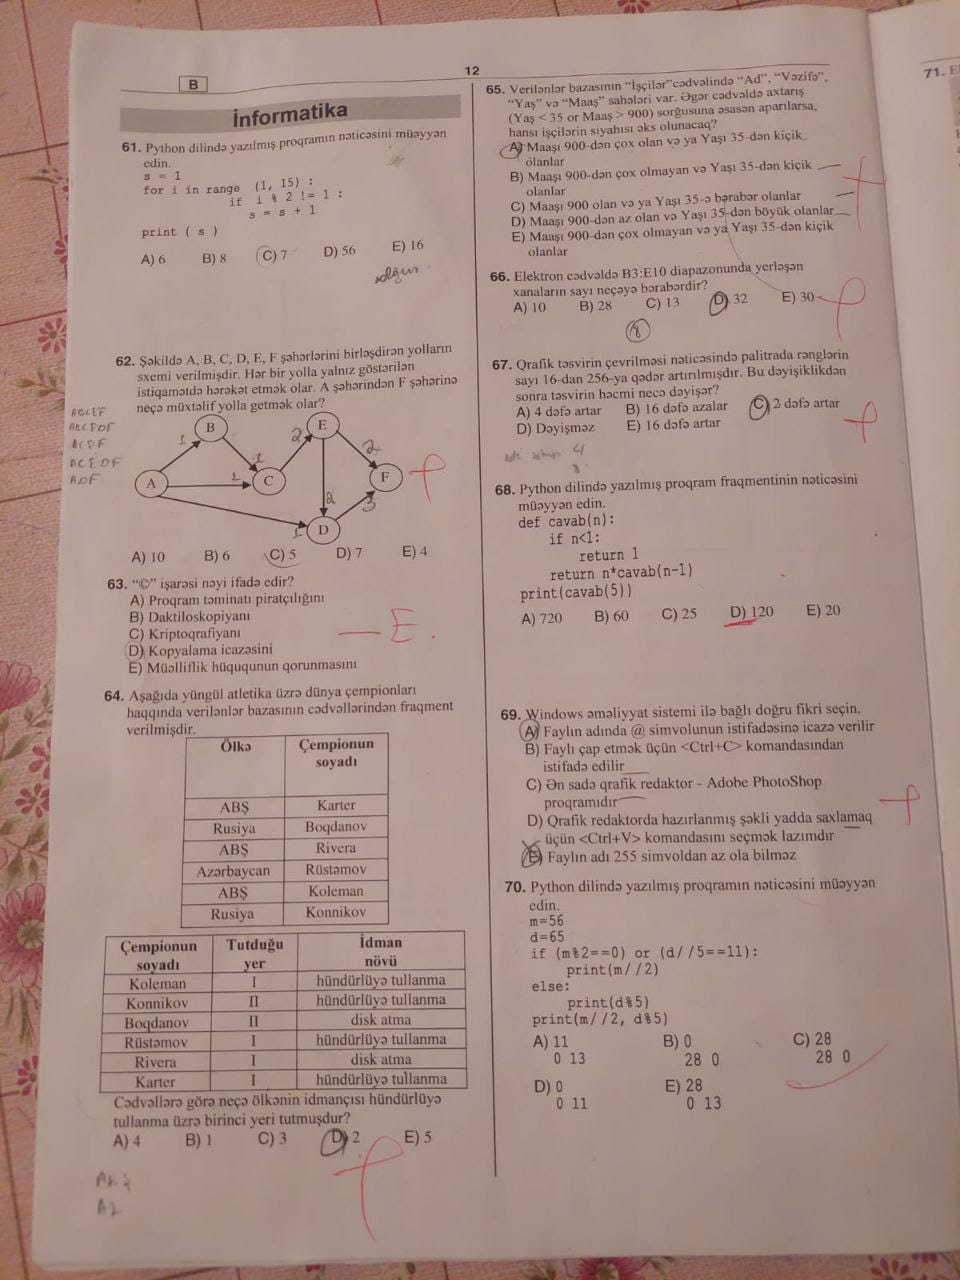 12
B
İnformatika
61. Python dilində yazılmış proqramın nəticəsini müəyyən
edin.
s = 1
for i in range (1, 15) :
if i % 2 != 1 :
s = s + 1
print ( s )
A) 6 B) 8 C) 7 D) 56 E) 16
62. Şəkildə A, B, C, D, E, F şəhərlərini birləşdirən yolların
sxemi verilmişdir. Hər bir yolla yalnız göstərilən
istiqamətdə hərəkət etmək olar. A şəhərindən F şəhərinə
neçə müxtəlif yolla getmək olar?
ABCEF
ABCEDF
ACEF
ACEDF
ADF
B
E
A
C
F
D
1
1
1
1
2
2
2
3
A) 10 B) 6 C) 5 D) 7 E) 4
63. “©” işarəsi nəyi ifadə edir?
A) Proqram təminatı piratçılığını
B) Daktiloskopiyanı
C) Kriptoqrafiyanı
D) Kopyalama icazəsini
E) Müəlliflik hüququnun qorunmasını
— E.
64. Aşağıda yüngül atletika üzrə dünya çempionları
haqqında verilənlər bazasının cədvəllərindən fraqment
verilmişdir.
Ölkə Çempionun
soyadı
ABŞ Karter
Rusiya Boqdanov
ABŞ Rivera
Azərbaycan Rüstəmov
ABŞ Koleman
Rusiya Konnikov
Çempionun Tutduğu İdman
soyadı yer növü
Koleman I hündürlüyə tullanma
Konnikov II hündürlüyə tullanma
Boqdanov II disk atma
Rüstəmov I hündürlüyə tullanma
Rivera I disk atma
Karter I hündürlüyə tullanma
Cədvəllərə görə neçə ölkənin idmançısı hündürlüyə
tullanma üzrə birinci yeri tutmuşdur?
A) 4 B) 1 C) 3 D) 2 E) 5
65. Verilənlər bazasının “İşçilər”cədvəlində “Ad”, “Vəzifə”,
“Yaş” və “Maaş” sahələri var. Əgər cədvəldə axtarış
(Yaş < 35 or Maaş > 900) sorğusuna əsasən aparılarsa,
hansı işçilərin siyahısı əks olunacaq?
A) Maaşı 900-dən çox olan və ya Yaşı 35-dən kiçik
olanlar
B) Maaşı 900-dən çox olmayan və Yaşı 35-dən kiçik
olanlar
C) Maaşı 900 olan və ya Yaşı 35-ə bərabər olanlar
D) Maaşı 900-dən az olan və Yaşı 35-dən böyük olanlar
E) Maaşı 900-dən çox olmayan və ya Yaşı 35-dən kiçik
olanlar
66. Elektron cədvəldə B3:E10 diapazonunda yerləşən
xanaların sayı neçəyə bərabərdir?
A) 10 B) 28 C) 13 D) 32 E) 30
8
67. Qrafik təsvirin çevrilməsi nəticəsində palitrada rənglərin
sayı 16-dan 256-ya qədər artırılmışdır. Bu dəyişiklikdən
sonra təsvirin həcmi necə dəyişər?
A) 4 dəfə artar B) 16 dəfə azalar C) 2 dəfə artar
D) Dəyişməz E) 16 dəfə artar
4
8
68. Python dilində yazılmış proqram fraqmentinin nəticəsini
müəyyən edin.
def cavab(n):
if n<1:
return 1
return n*cavab(n-1)
print(cavab(5))
A) 720 B) 60 C) 25 D) 120 E) 20
69. Windows əməliyyat sistemi ilə bağlı doğru fikri seçin.
A) Faylın adında @ simvolunun istifadəsinə icazə verilir
B) Faylı çap etmək üçün <Ctrl+C> komandasından
istifadə edilir
C) Ən sadə qrafik redaktor - Adobe PhotoShop
proqramıdır
D) Qrafik redaktorda hazırlanmış şəkli yadda saxlamaq
üçün <Ctrl+V> komandasını seçmək lazımdır
E) Faylın adı 255 simvoldan az ola bilməz
70. Python dilində yazılmış proqramın nəticəsini müəyyən
edin.
m=56
d=65
if (m%2==0) or (d//5==11):
print(m//2)
else:
print(d%5)
print(m//2, d%5)
A) 11 B) 0 C) 28
0 13 28 0 28 0
D) 0 E) 28
0 11 0 13
71.